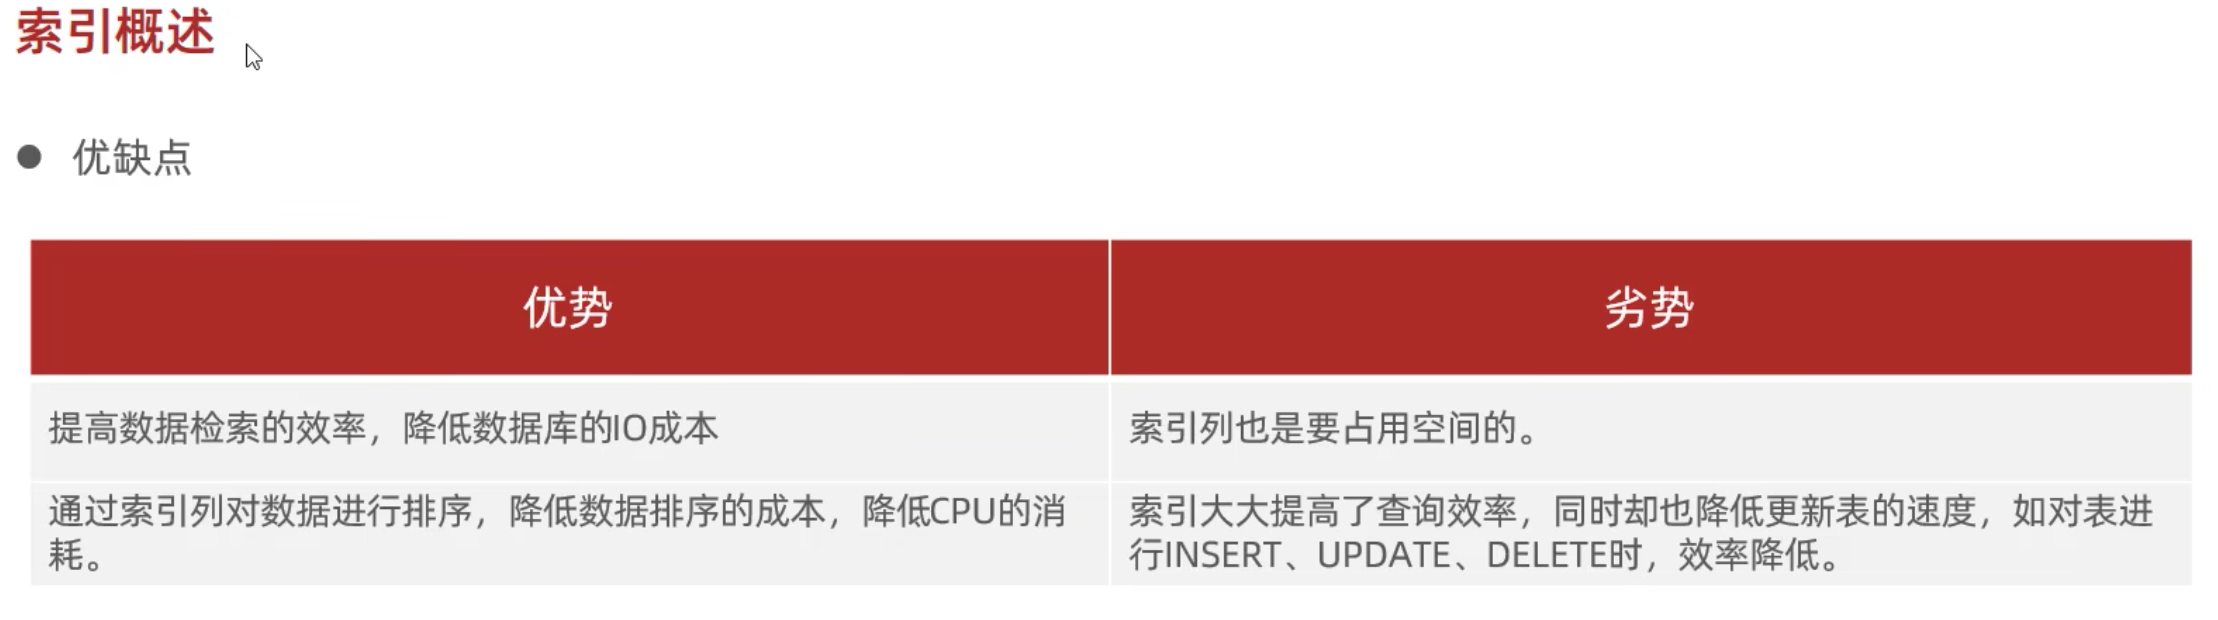 索引概述
优缺点
优势
劣势
提高数据检索的效率，降低数据库的IO成本
索引列也是要占用空间的。
通过索引列对数据进行排序，降低数据排序的成本，降低CPU的消
耗。
索引大大提高了查询效率，同时却也降低更新表的速度，如对表进
行INSERT、UPDATE、DELETE时，效率降低。